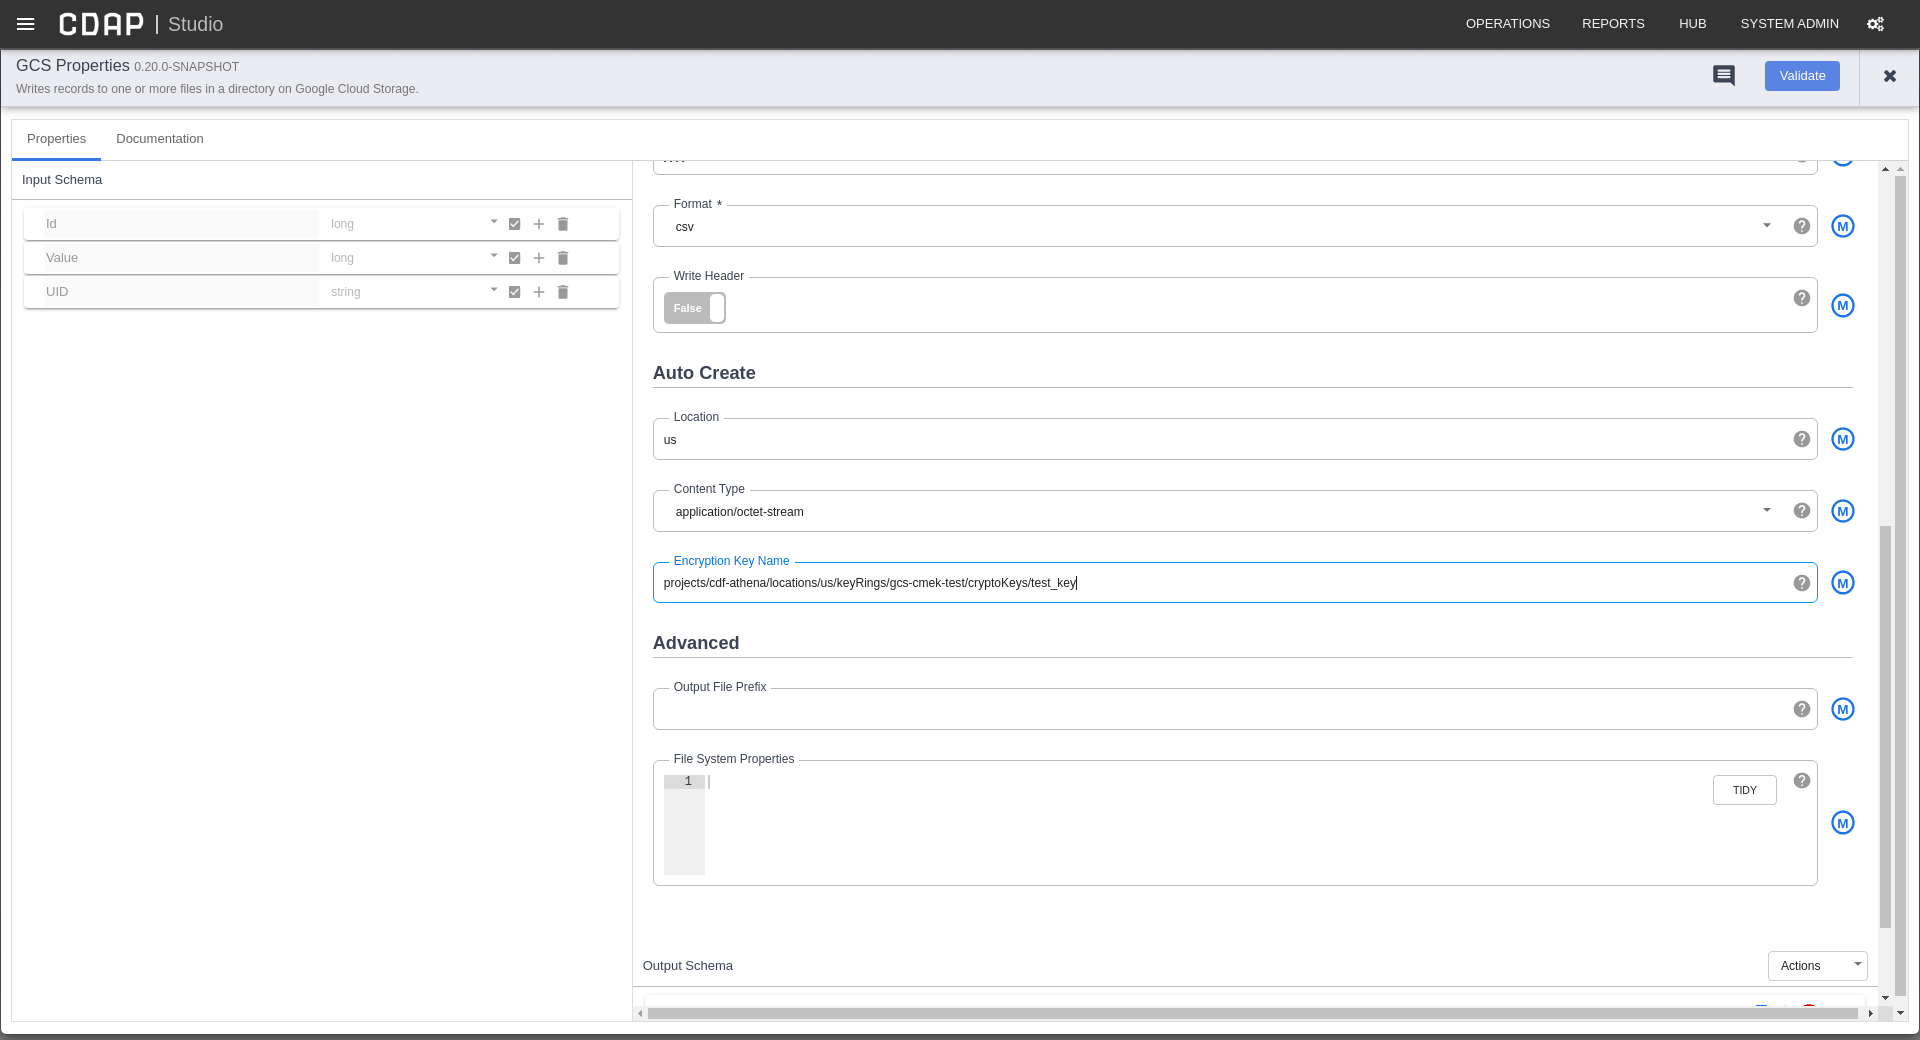 CDAP | Studio
OPERATIONS REPORTS HUB SYSTEM ADMIN
GCS Properties 0.20.0-SNAPSHOT
Writes records to one or more files in a directory on Google Cloud Storage.
Validate
Properties Documentation
Input Schema
Id long
Value long
UID string
Format *
csv
M
Write Header
False
M
Auto Create
Location
us
M
Content Type
application/octet-stream
M
Encryption Key Name
projects/cdf-athena/locations/us/keyRings/gcs-cmek-test/cryptoKeys/test_key
M
Advanced
Output File Prefix
M
File System Properties
1
TIDY
M
Output Schema
Actions